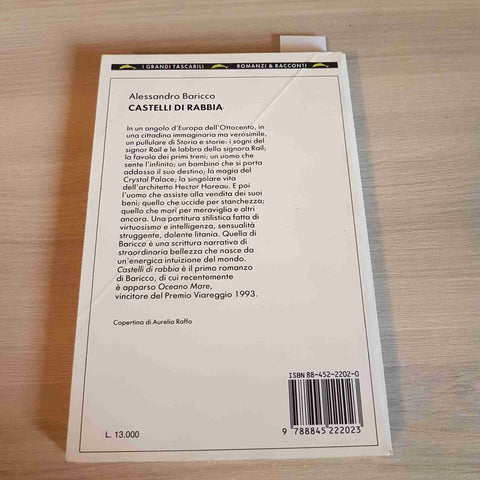 I GRANDI TASCABILI ROMANZI & RACCONTI
Alessandro Baricco
CASTELLI DI RABBIA
In un angolo d'Europa dell'Ottocento, in
una cittadina immaginaria ma verosimile,
un pullulare di Storia e storie: i sogni del
signor Rail e le labbra della signora Rail;
la favola dei primi treni; un uomo che
sente l'infinito; un bambino che si porta
addosso il suo destino; la magia del
Crystal Palace; la singolare vita
dell'architetto Hector Horeau. E poi
l'uomo che assiste alla vendita dei suoi
beni; quello che uccide per stanchezza;
quello che morì per meraviglia e altri
ancora. Una partitura stilistica fatta di
virtuosismo e intelligenza, sensualità
struggente, dolente litania. Quella di
Baricco è una scrittura narrativa di
straordinaria bellezza che nasce da
un'energica intuizione del mondo.
Castelli di rabbia è il primo romanzo
di Baricco, di cui recentemente
è apparso Oceano Mare,
vincitore del Premio Viareggio 1993.
Copertina di Aurelia Raffo
ISBN 88-452-2202-0
9 788845 222023
L. 13.000